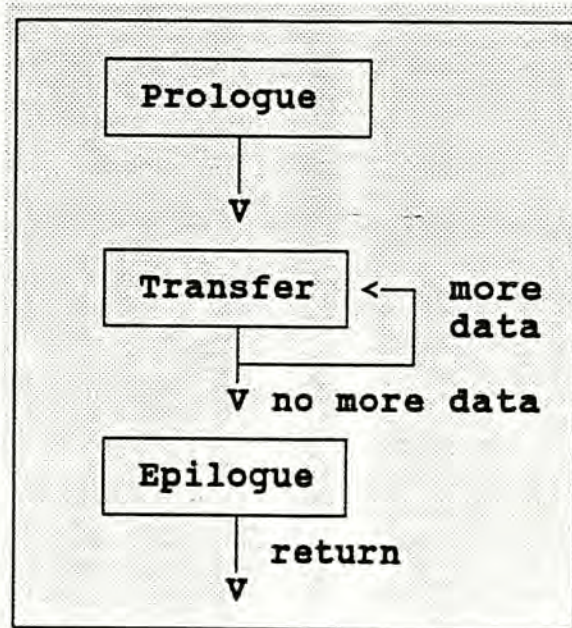 Prologue
V
Transfer
< more
data
V no more data
Epilogue
return
V